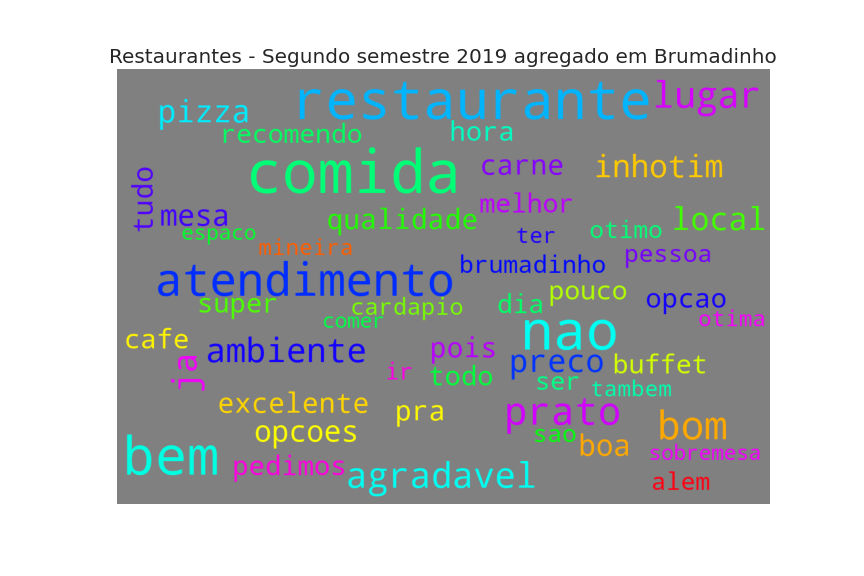 Restaurantes - Segundo semestre 2019 agregado em Brumadinho
restaurante
lugar
pizza
recomendo
hora
comida
carne
inhotim
tudo
mesa
melhor
qualidade
local
espaco
ter
otimo
mineira
brumadinho
pessoa
atendimento
super
cardapio
dia
pouco
opcao
comer
otima
cafe
ambiente
nao
pois
ja
preco
buffet
ir
todo
ser
tambem
excelente
pra
prato
bom
opcoes
sao
boa
bem
pedimos
agradavel
sobremesa
alem